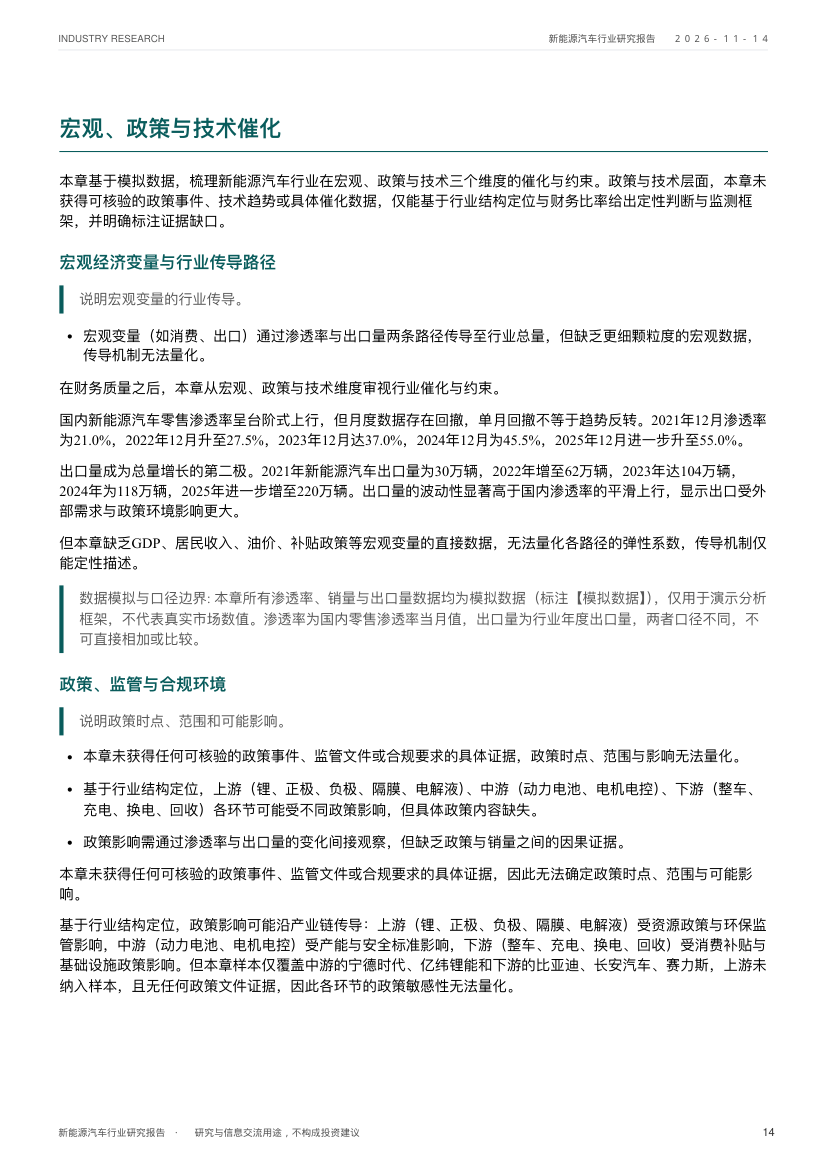 INDUSTRY RESEARCH
新能源汽车行业研究报告 2026-11-14
宏观、政策与技术催化
本章基于模拟数据，梳理新能源汽车行业在宏观、政策与技术三个维度的催化与约束。政策与技术层面，本章未
获得可核验的政策事件、技术趋势或具体催化数据，仅能基于行业结构定位与财务比率给出定性判断与监测框
架，并明确标注证据缺口。
宏观经济变量与行业传导路径
说明宏观变量的行业传导。
• 宏观变量（如消费、出口）通过渗透率与出口量两条路径传导至行业总量，但缺乏更细颗粒度的宏观数据，
传导机制无法量化。
在财务质量之后，本章从宏观、政策与技术维度审视行业催化与约束。
国内新能源汽车零售渗透率呈台阶式上行，但月度数据存在回撤，单月回撤不等于趋势反转。2021年12月渗透率
为21.0%，2022年12月升至27.5%，2023年12月达37.0%，2024年12月为45.5%，2025年12月进一步升至55.0%。
出口量成为总量增长的第二极。2021年新能源汽车出口量为30万辆，2022年增至62万辆，2023年达104万辆，
2024年为118万辆，2025年进一步增至220万辆。出口量的波动性显著高于国内渗透率的平滑上行，显示出口受外
部需求与政策环境影响更大。
但本章缺乏GDP、居民收入、油价、补贴政策等宏观变量的直接数据，无法量化各路径的弹性系数，传导机制仅
能定性描述。
数据模拟与口径边界: 本章所有渗透率、销量与出口量数据均为模拟数据（标注【模拟数据】），仅用于演示分析
框架，不代表真实市场数值。渗透率为国内零售渗透率当月值，出口量为行业年度出口量，两者口径不同，不
可直接相加或比较。
政策、监管与合规环境
说明政策时点、范围和可能影响。
• 本章未获得任何可核验的政策事件、监管文件或合规要求的具体证据，政策时点、范围与影响无法量化。
• 基于行业结构定位，上游（锂、正极、负极、隔膜、电解液）、中游（动力电池、电机电控）、下游（整车、
充电、换电、回收）各环节可能受不同政策影响，但具体政策内容缺失。
• 政策影响需通过渗透率与出口量的变化间接观察，但缺乏政策与销量之间的因果证据。
本章未获得任何可核验的政策事件、监管文件或合规要求的具体证据，因此无法确定政策时点、范围与可能影
响。
基于行业结构定位，政策影响可能沿产业链传导：上游（锂、正极、负极、隔膜、电解液）受资源政策与环保监
管影响，中游（动力电池、电机电控）受产能与安全标准影响，下游（整车、充电、换电、回收）受消费补贴与
基础设施政策影响。但本章样本仅覆盖中游的宁德时代、亿纬锂能和下游的比亚迪、长安汽车、赛力斯，上游未
纳入样本，且无任何政策文件证据，因此各环节的政策敏感性无法量化。
新能源汽车行业研究报告 · 研究与信息交流用途，不构成投资建议
14